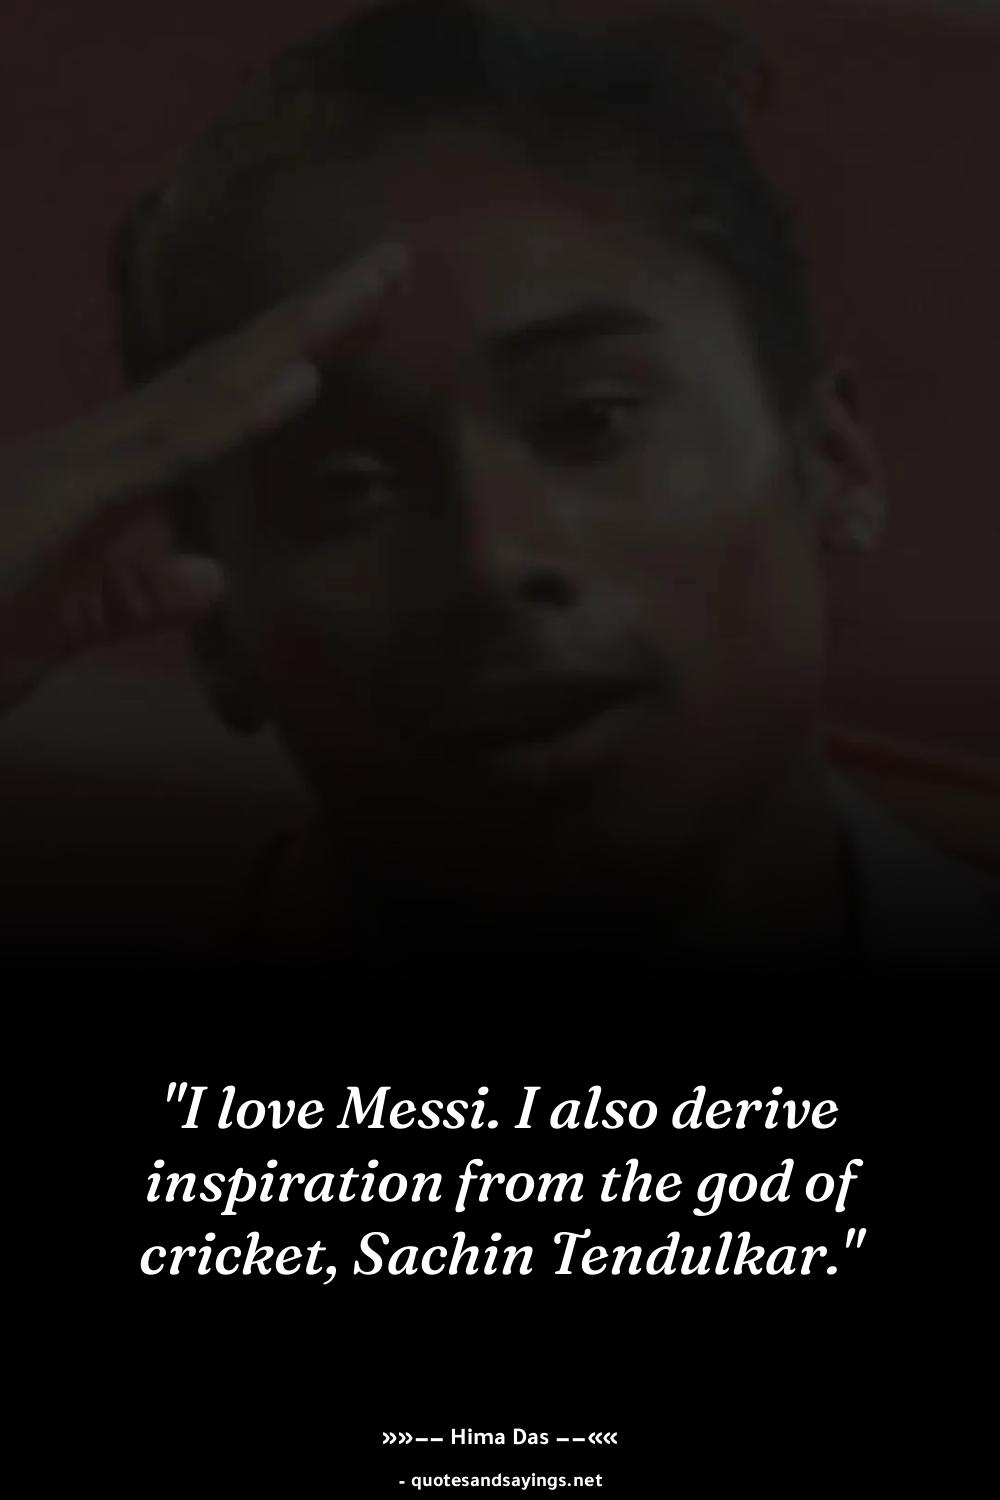 "I love Messi. I also derive
inspiration from the god of
cricket, Sachin Tendulkar."
»»–– Hima Das ––««
- quotesandsayings.net